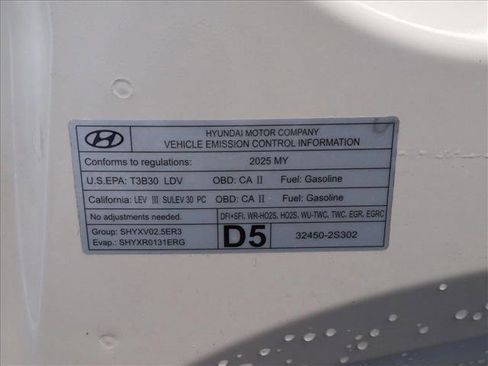 HYUNDAI MOTOR COMPANY
VEHICLE EMISSION CONTROL INFORMATION
Conforms to regulations: 2025 MY
U.S.EPA: T3B30 LDV OBD: CA II Fuel: Gasoline
California: LEV III SULEV 30 PC OBD: CA II Fuel: Gasoline
No adjustments needed. DFI+SFI, WR-HO2S, HO2S, WU-TWC, TWC, EGR, EGRC
Group: SHYXV02.5ER3
Evap.: SHYXR0131ERG
D5 32450-2S302